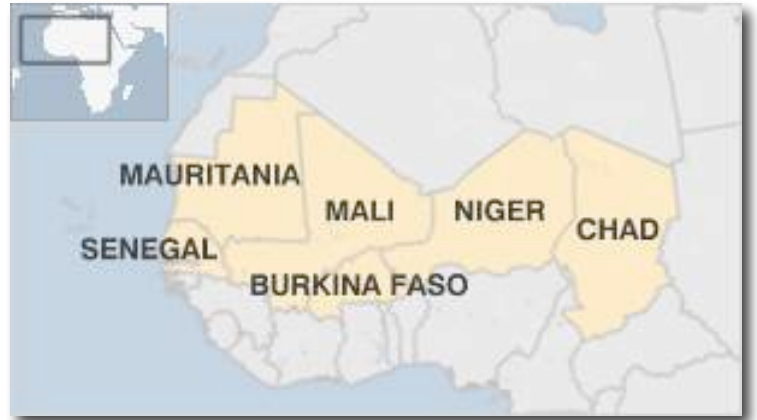 MAURITANIA
MALI
NIGER
CHAD
SENEGAL
BURKINA FASO